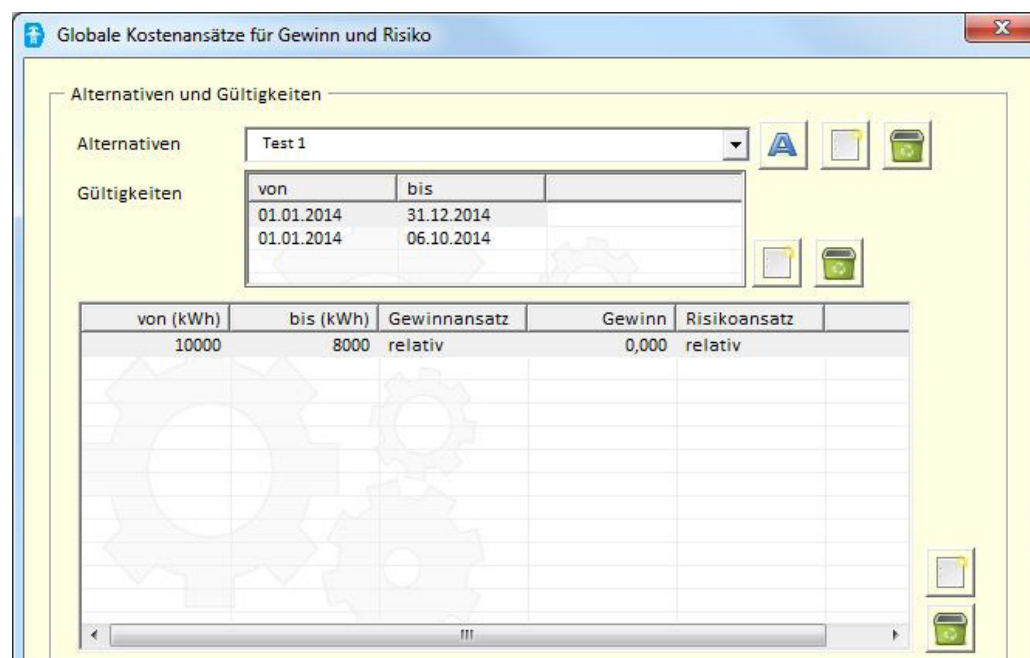 Globale Kostenansätze für Gewinn und Risiko
Alternativen und Gültigkeiten
Alternativen Test 1
Gültigkeiten von bis
01.01.2014 31.12.2014
01.01.2014 06.10.2014
von (kWh) bis (kWh) Gewinnansatz Gewinn Risikoansatz
10000 8000 relativ 0,000 relativ